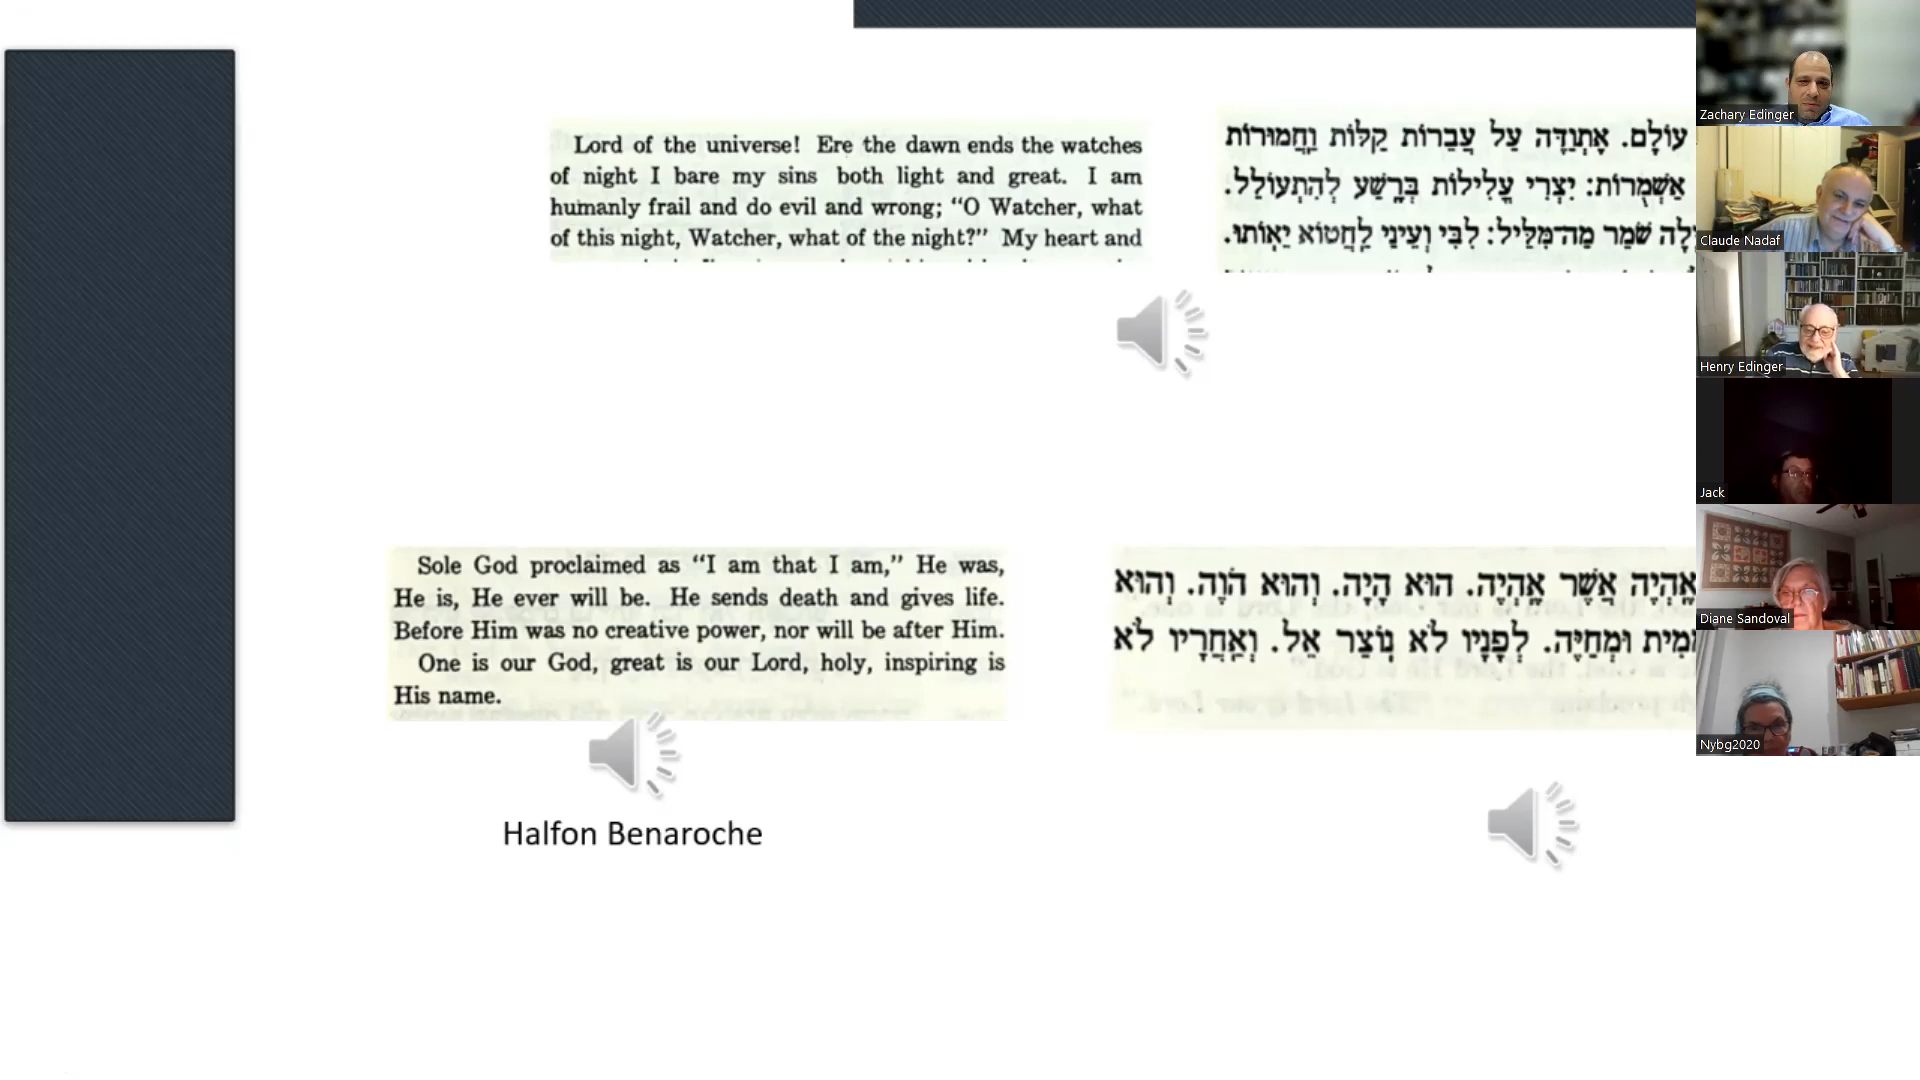 Lord of the universe! Ere the dawn ends the watches
of night I bare my sins both light and great. I am
humanly frail and do evil and wrong; “O Watcher, what
of this night, Watcher, what of the night?” My heart and
עוֹלָם. אֶתְוַדֶּה עַל עֲבֵרוֹת קַלּוֹת וַחֲמוּרוֹת
אַשְׁמֻרוֹת: יִצְרִי עֲלִילוֹת בְּרֶשַׁע לְהִתְעוֹלֵל.
שֹׁמֵר מַה־מִּלֵּיל: לִבִּי וְעֵינַי לַחֲטוֹא יֵאוֹתוּ.
Sole God proclaimed as “I am that I am,” He was,
He is, He ever will be. He sends death and gives life.
Before Him was no creative power, nor will be after Him.
One is our God, great is our Lord, holy, inspiring is
His name.
אֶהְיֶה אֲשֶׁר אֶהְיֶה. הוּא הָיָה. וְהוּא הֹוֶה. וְהוּא
וּמְחַיֶּה. לְפָנָיו לֹא נוֹצַר אֵל. וְאַחֲרָיו לֹא
Halfon Benaroche
Zachary Edinger
Claude Nadaf
Henry Edinger
Jack
Diane Sandoval
Nybg2020